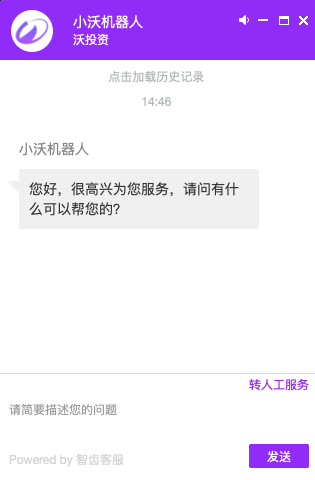 小沃机器人
沃投资
点击加载历史记录
14:46
小沃机器人
您好，很高兴为您服务，请问有什
么可以帮您的?
转人工服务
请简要描述您的问题
Powered by 智齿客服
发送